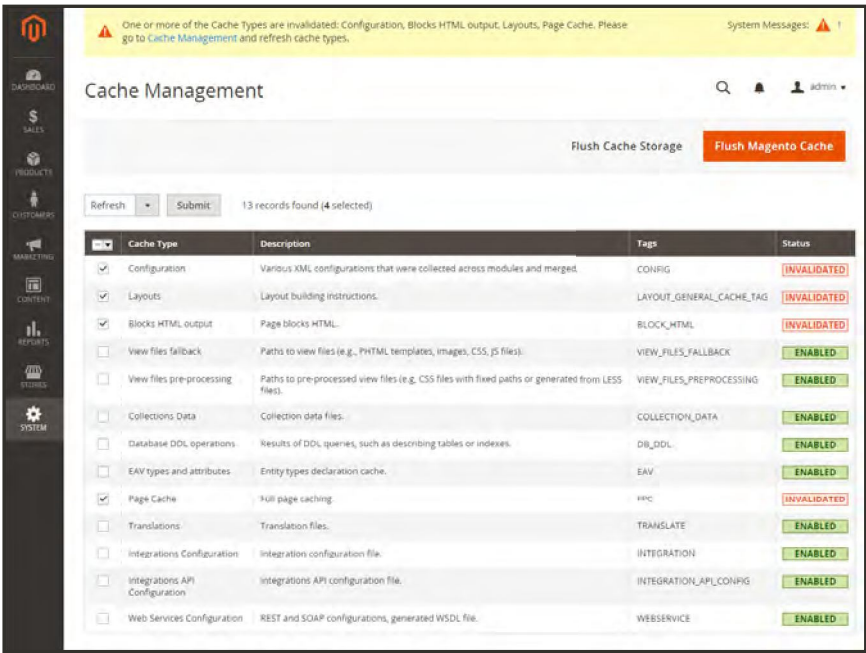 One or more of the Cache Types are invalidated: Configuration, Blocks HTML output, Layouts, Page Cache. Please
go to Cache Management and refresh cache types.
System Messages: 1
DASHBOARD
SALES
PRODUCTS
CUSTOMERS
MARKETING
CONTENT
REPORTS
STORES
SYSTEM
Cache Management
admin
Flush Cache Storage
Flush Magento Cache
Refresh
Submit
13 records found (4 selected)
Cache Type Description Tags Status
Configuration Various XML configurations that were collected across modules and merged. CONFIG INVALIDATED
Layouts Layout building instructions. LAYOUT_GENERAL_CACHE_TAG INVALIDATED
Blocks HTML output Page blocks HTML. BLOCK_HTML INVALIDATED
View files fallback Paths to view files (e.g., PHTML templates, images, CSS, JS files). VIEW_FILES_FALLBACK ENABLED
View files pre-processing Paths to pre-processed view files (e.g, CSS files with fixed paths or generated from LESS VIEW_FILES_PREPROCESSING ENABLED
files).
Collections Data Collection data files. COLLECTION_DATA ENABLED
Database DDL operations Results of DDL queries, such as describing tables or indexes. DB_DDL ENABLED
EAV types and attributes Entity types declaration cache. EAV ENABLED
Page Cache Full page caching. FPC INVALIDATED
Translations Translation files. TRANSLATE ENABLED
Integrations Configuration Integration configuration file. INTEGRATION ENABLED
Integrations API Integrations API configuration file. INTEGRATION_API_CONFIG ENABLED
Configuration
Web Services Configuration REST and SOAP configurations, generated WSDL file. WEBSERVICE ENABLED